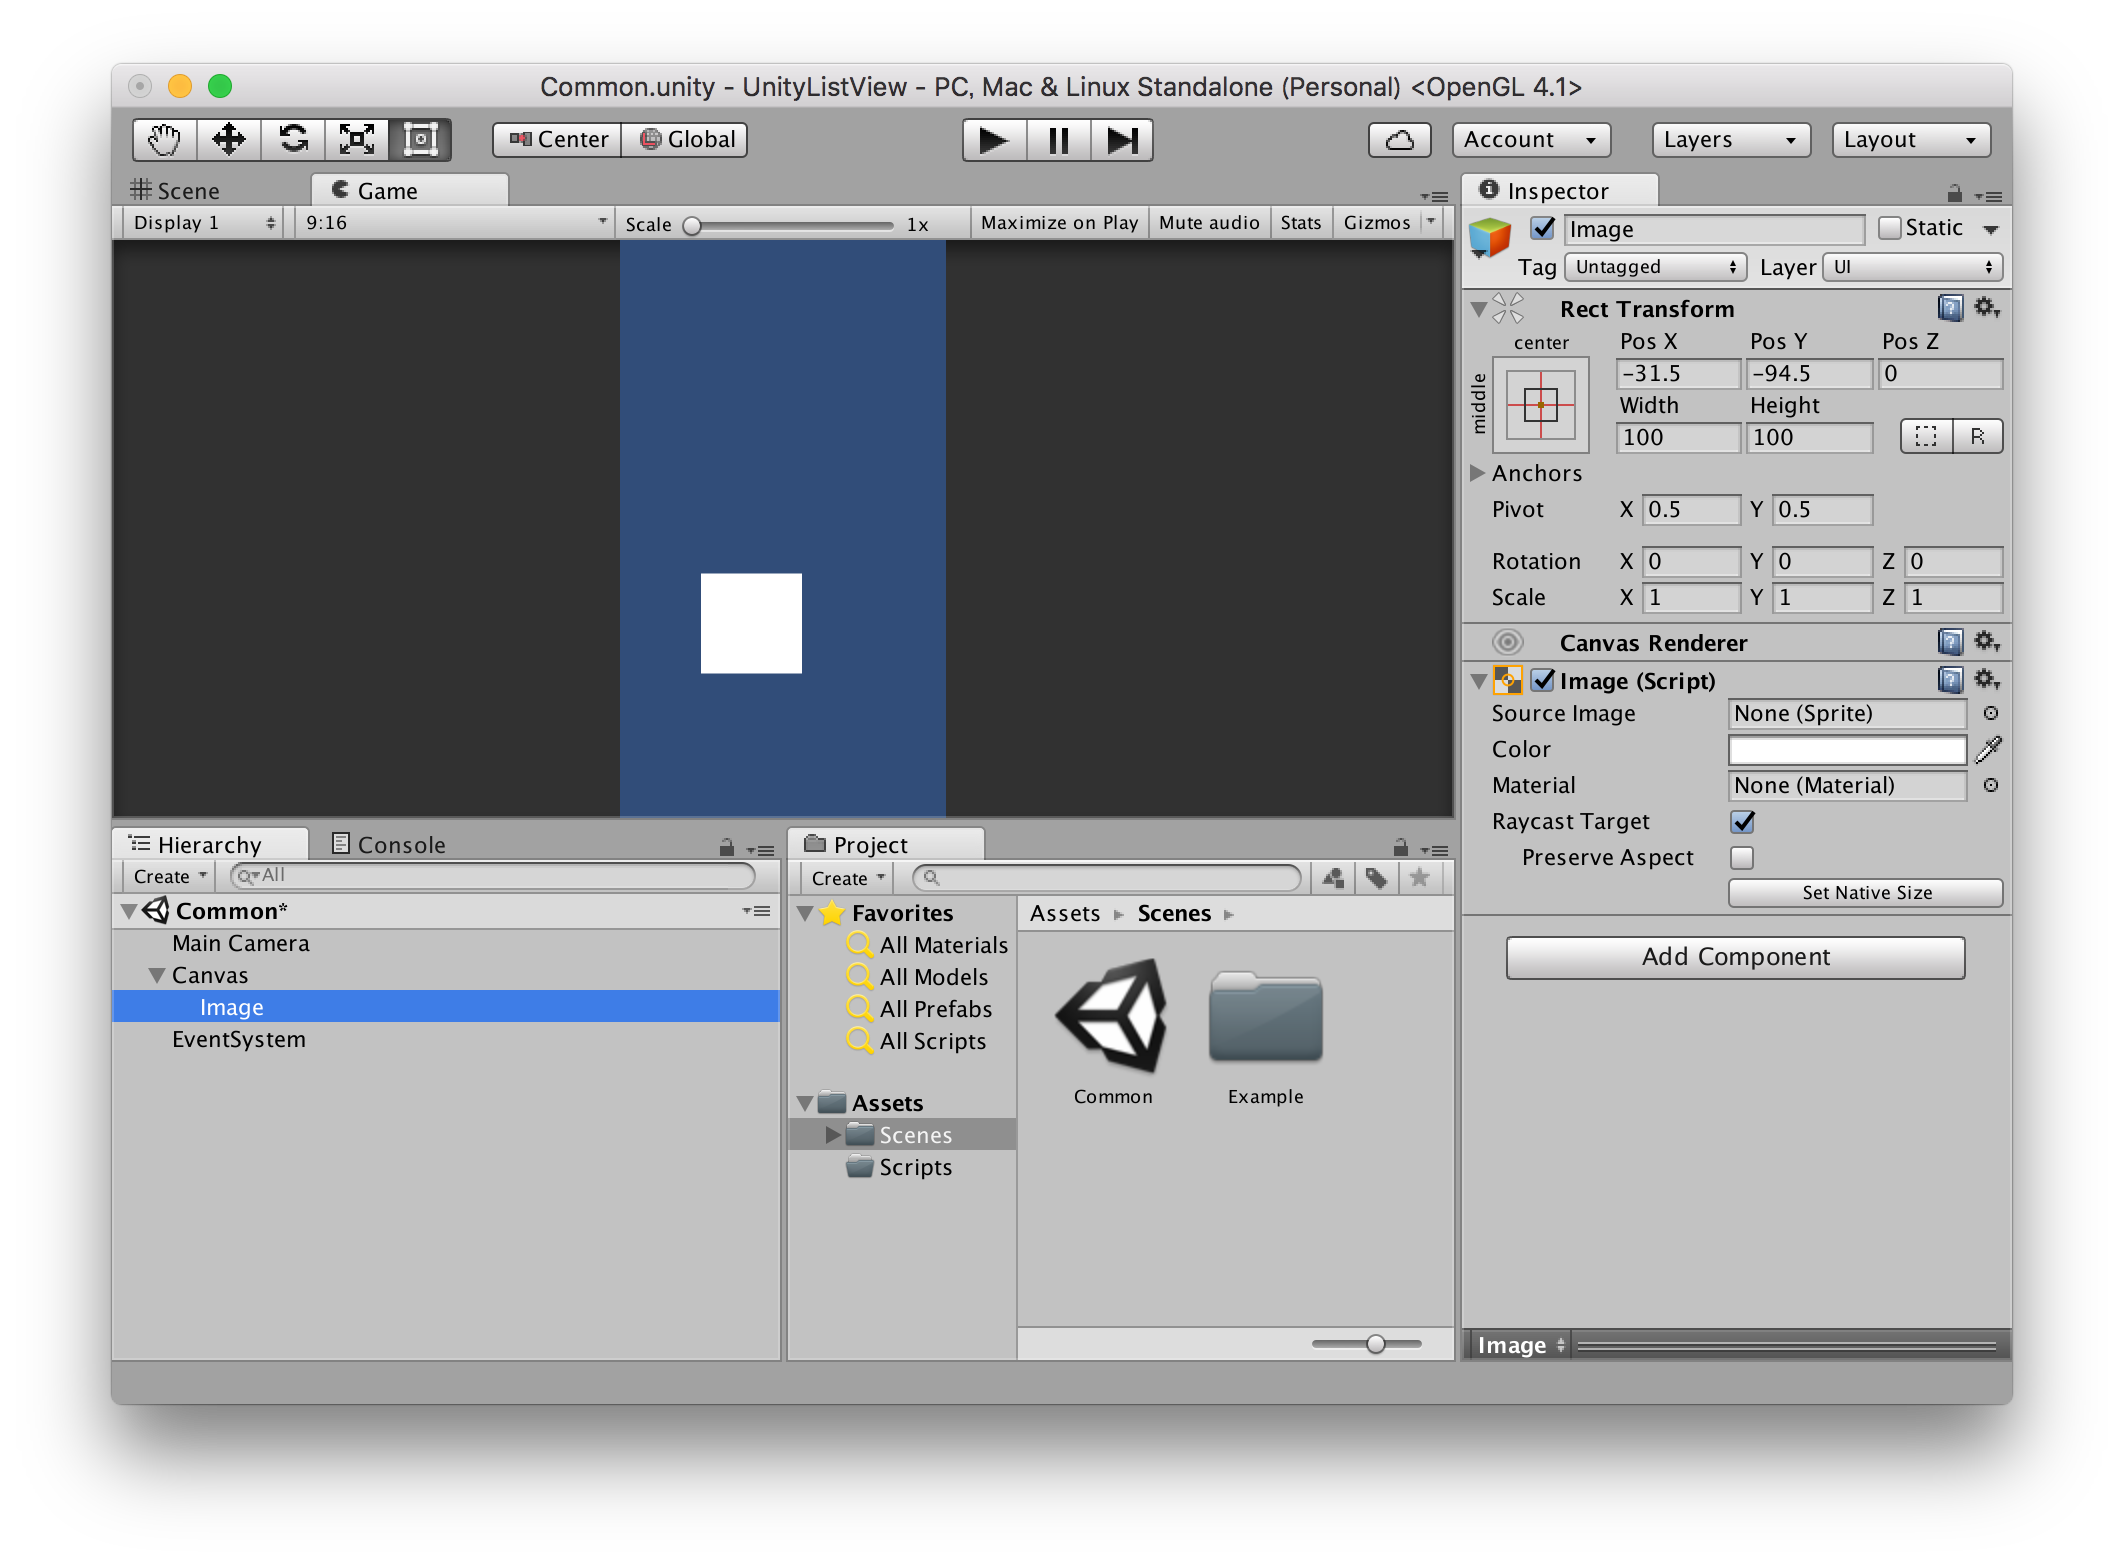 Common.unity - UnityListView - PC, Mac & Linux Standalone (Personal) <OpenGL 4.1>
Center Global Account Layers Layout
Scene Game
Display 1 9:16 Scale 1x Maximize on Play Mute audio Stats Gizmos
Inspector
Image Static
Tag Untagged Layer UI
Rect Transform
center Pos X Pos Y Pos Z
middle -31.5 -94.5 0
Width Height
100 100 R
Anchors
Pivot X 0.5 Y 0.5
Rotation X 0 Y 0 Z 0
Scale X 1 Y 1 Z 1
Canvas Renderer
Image (Script)
Source Image None (Sprite)
Color
Material None (Material)
Raycast Target
Preserve Aspect
Set Native Size
Add Component
Image
Hierarchy Console
Create All
Common*
Main Camera
Canvas
Image
EventSystem
Project
Create
Favorites
All Materials
All Models
All Prefabs
All Scripts
Assets
Scenes
Scripts
Assets Scenes
Common Example